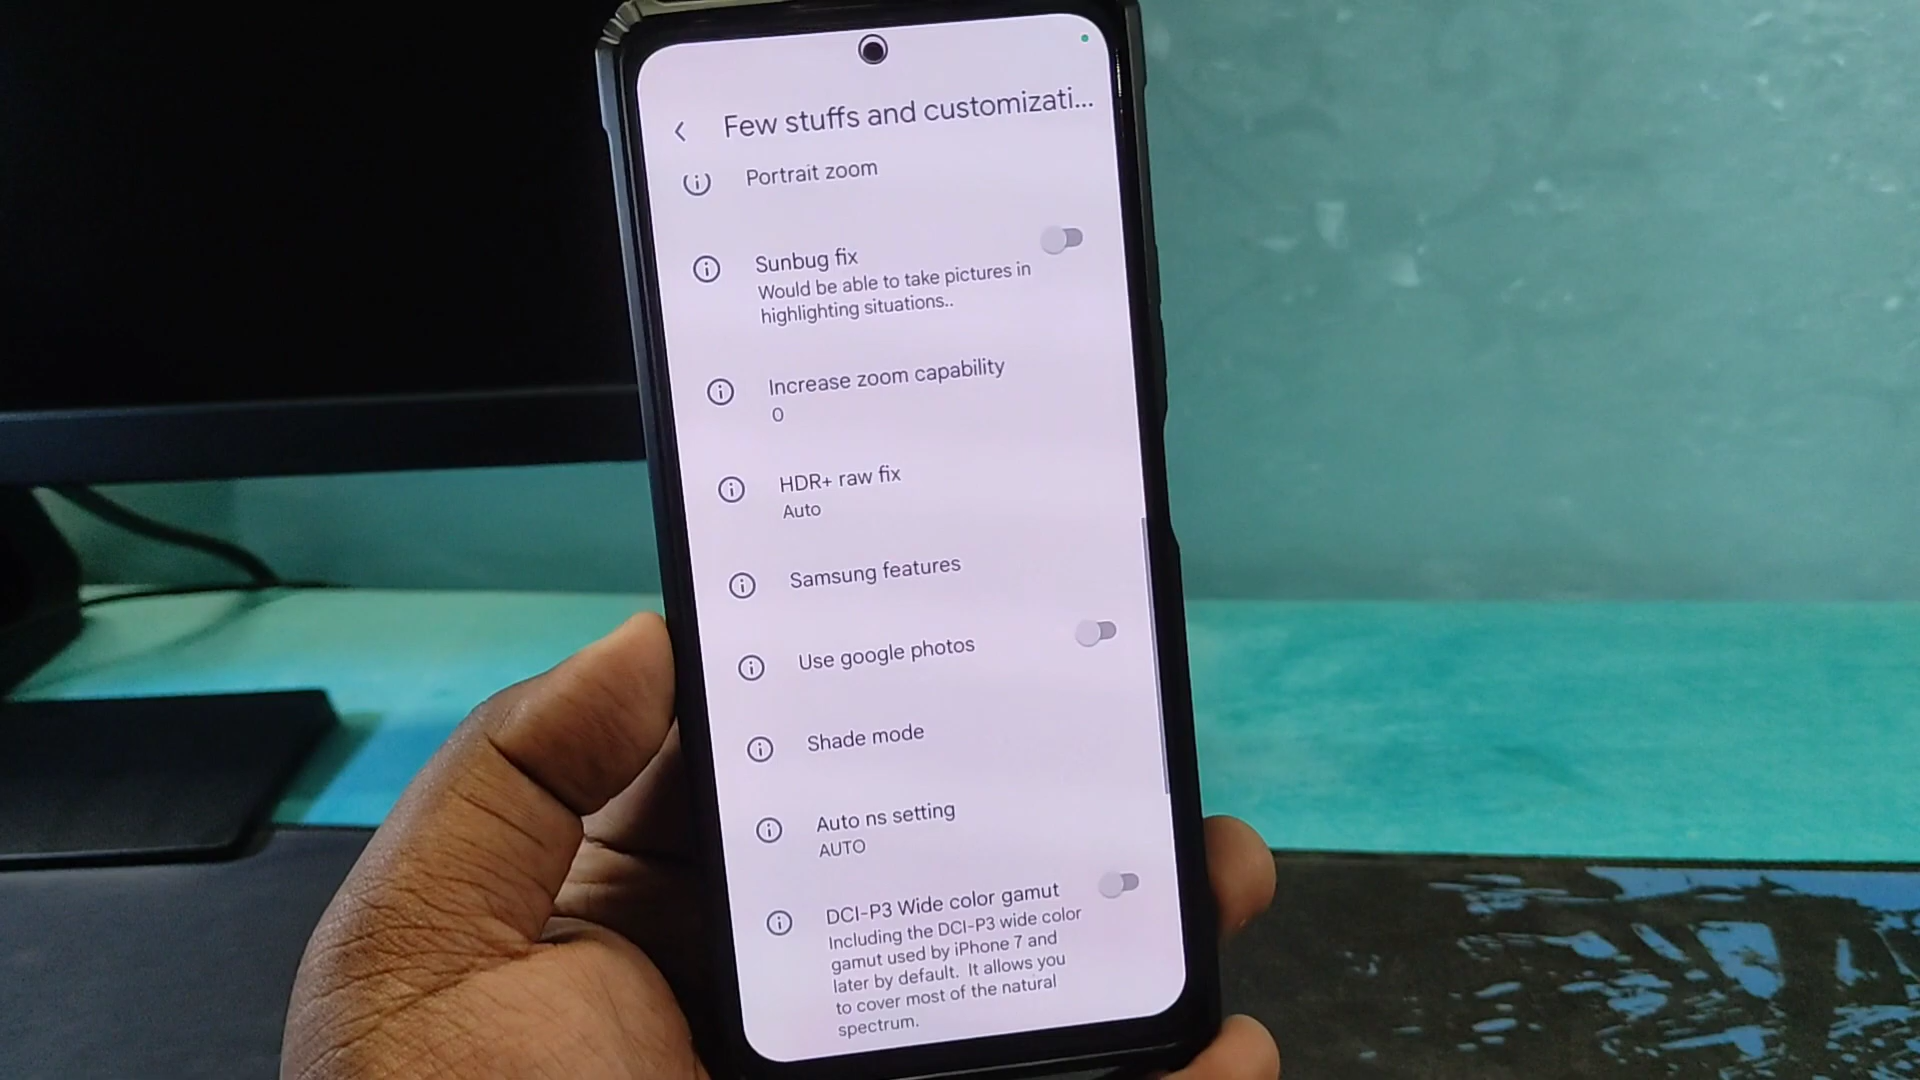 Few stuffs and customizati...
Portrait zoom
Sunbug fix
Would be able to take pictures in
highlighting situations..
Increase zoom capability
0
HDR+ raw fix
Auto
Samsung features
Use google photos
Shade mode
Auto ns setting
AUTO
DCI-P3 Wide color gamut
Including the DCI-P3 wide color
gamut used by iPhone 7 and
later by default. It allows you
to cover most of the natural
spectrum.